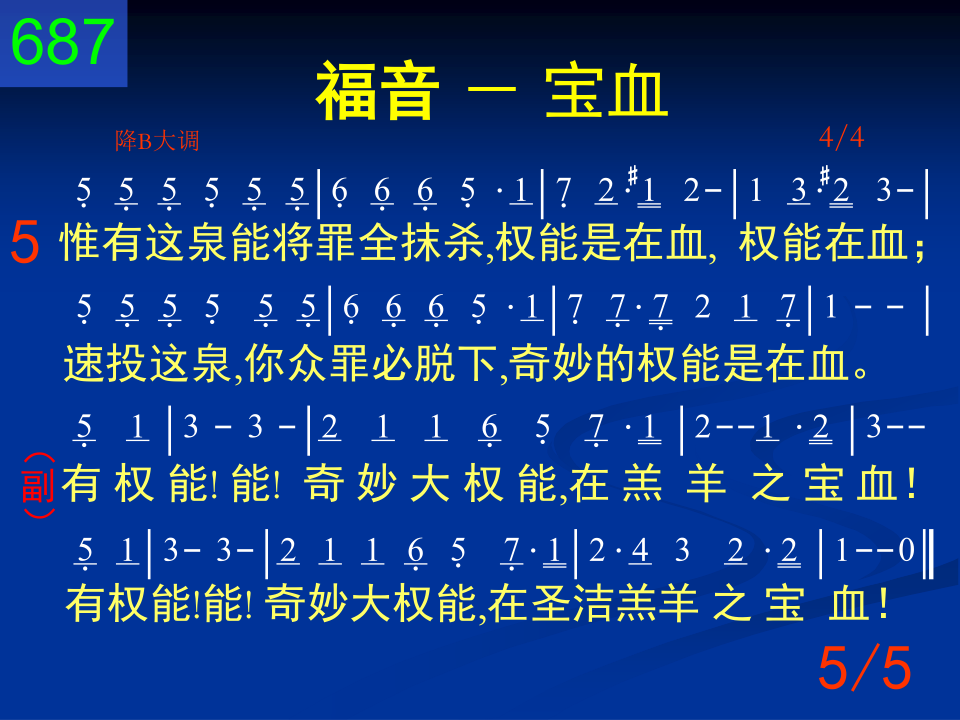 687
福音 － 宝血
降B大调 4/4
5̣ 5̣ 5̣ 5̣ 5̣ 5̣|6̣ 6̣ 6̣ 5̣ ·1|7̣ 2·♯1 2-|1 3·♯2 3-|
5 惟有这泉能将罪全抹杀,权能是在血, 权能在血；
5̣ 5̣ 5̣ 5̣ 5̣ 5̣|6̣ 6̣ 6̣ 5̣ ·1|7̣ 7̣·7̣ 2 1 7̣|1 - - |
速投这泉,你众罪必脱下,奇妙的权能是在血。
5̣ 1|3 - 3 -|2 1 1 6̣ 5̣ 7̣ ·1|2--1 ·2|3--
（副） 有 权 能! 能! 奇 妙 大 权 能,在 羔 羊 之 宝 血！
5̣ 1|3- 3-|2 1 1 6̣ 5̣ 7̣·1|2·4 3 2 ·2|1--0‖
有权能!能! 奇妙大权能,在圣洁羔羊 之 宝 血！
5/5